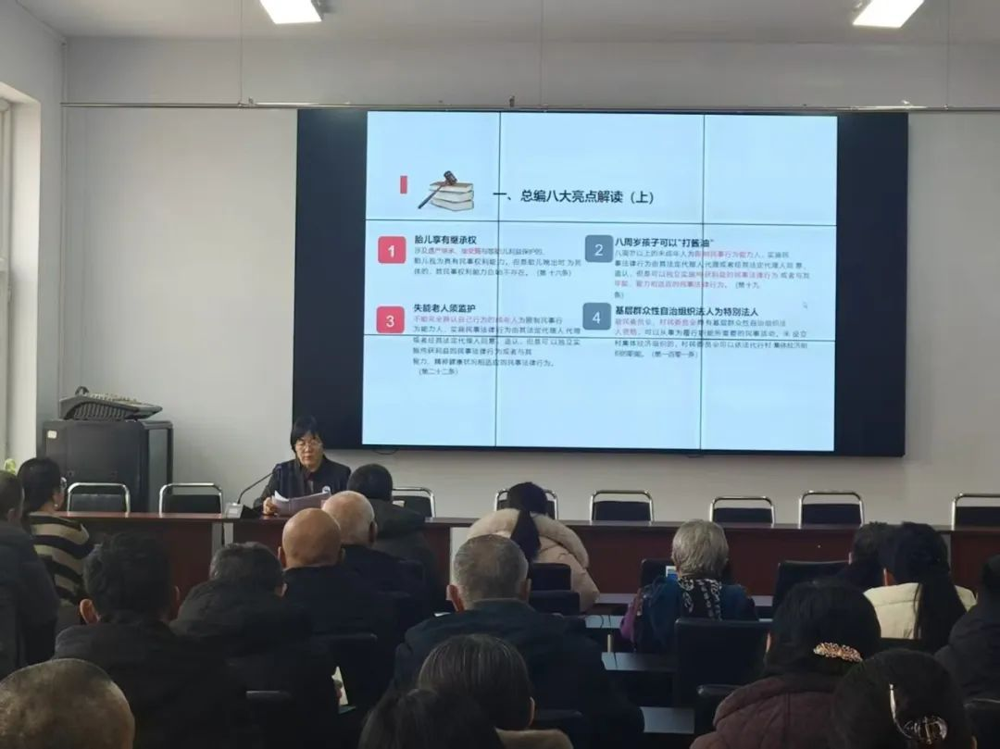 一、总编八大亮点解读（上）
1
胎儿享有继承权
涉及遗产继承、接受赠与等胎儿利益保护的，
胎儿视为具有民事权利能力。但是胎儿娩出时 为死
体的，其民事权利能力自始不存在。（第十六条）
2
八周岁孩子可以“打酱油”
八周岁以上的未成年人为限制民事行为能力人，实施民
事法律行为由其法定代理人代理或者经其法定代理人同意、
追认，但是可以独立实施纯获利益的民事法律行为 或者与其
年龄、智力相适应的民事法律行为。（第十九
条）
3
失能老人须监护
不能完全辨认自己行为的成年人为限制民事行
为能力人，实施民事法律行为由其法定代理人 代理
或者经其法定代理人同意、追认，但是可以 独立实
施纯获利益的民事法律行为或者与其
智力、精神健康状况相适应的民事法律行为。
（第二十二条）
4
基层群众性自治组织法人为特别法人
居民委员会、村民委员会具有基层群众性自治组织法
人资格，可以从事为履行职能所需要的民事活动。未 设立
村集体经济组织的，村民委员会可以依法代行村 集体经济组
织的职能。（第一百零一条）